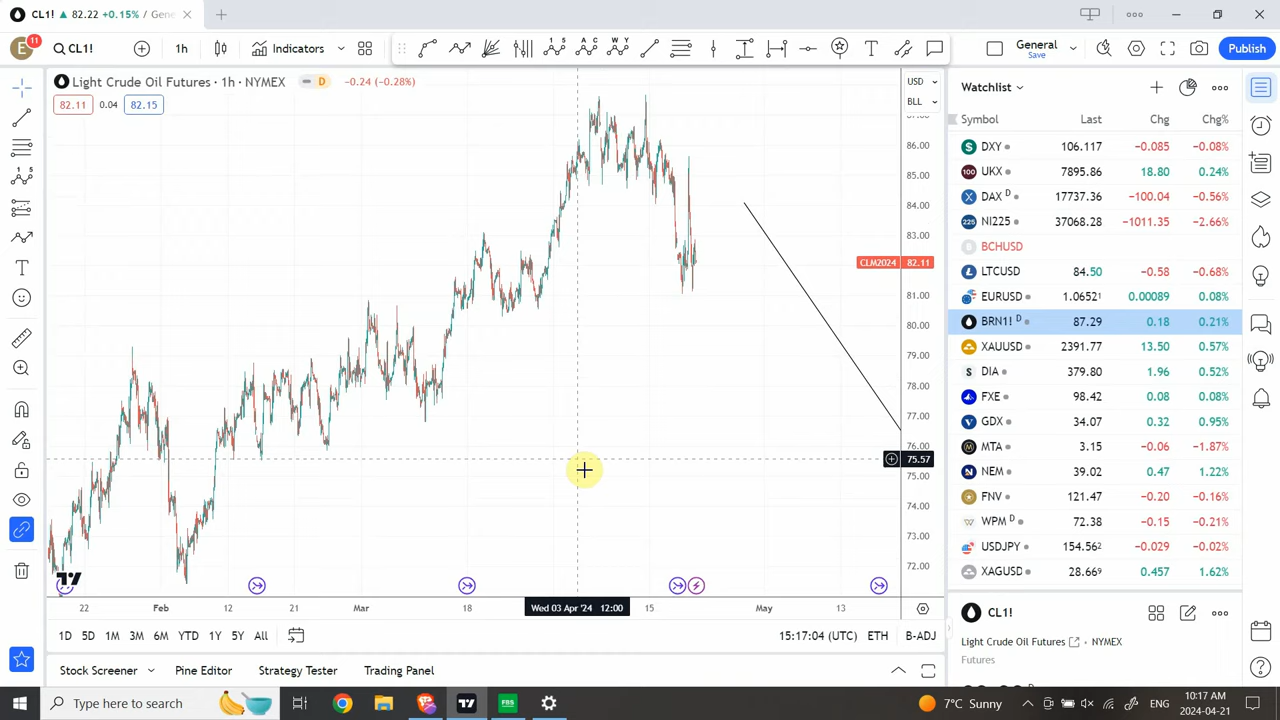 CL1! ▲ 82.22 +0.15% / Gene
E 11 CL1! 1h Indicators General Save Publish
Light Crude Oil Futures · 1h · NYMEX D −0.24 (−0.28%)
82.11 0.04 82.15
USD
BLL
86.00
85.00
84.00
83.00
CLM2024 82.11
81.00
80.00
79.00
78.00
77.00
76.00
75.57
75.00
74.00
73.00
72.00
22 Feb 12 21 Mar 18 Wed 03 Apr '24 12:00 15 May 13
1D 5D 1M 3M 6M YTD 1Y 5Y All 15:17:04 (UTC) ETH B-ADJ
Stock Screener Pine Editor Strategy Tester Trading Panel
Watchlist
Symbol Last Chg Chg%
DXY 106.117 −0.085 −0.08%
UKX 7895.86 18.80 0.24%
DAX D 17737.36 −100.04 −0.56%
NI225 37068.28 −1011.35 −2.66%
BCHUSD
LTCUSD 84.50 −0.58 −0.68%
EURUSD 1.06521 0.00089 0.08%
BRN1! D 87.29 0.18 0.21%
XAUUSD 2391.77 13.50 0.57%
DIA 379.80 1.96 0.52%
FXE 98.42 0.08 0.08%
GDX 34.07 0.32 0.95%
MTA 3.15 −0.06 −1.87%
NEM 39.02 0.47 1.22%
FNV 121.47 −0.20 −0.16%
WPM D 72.38 −0.15 −0.21%
USDJPY 154.562 −0.029 −0.02%
XAGUSD 28.669 0.457 1.62%
CL1!
Light Crude Oil Futures · NYMEX
Futures
Type here to search
FBS
7°C Sunny
ENG
10:17 AM
2024-04-21